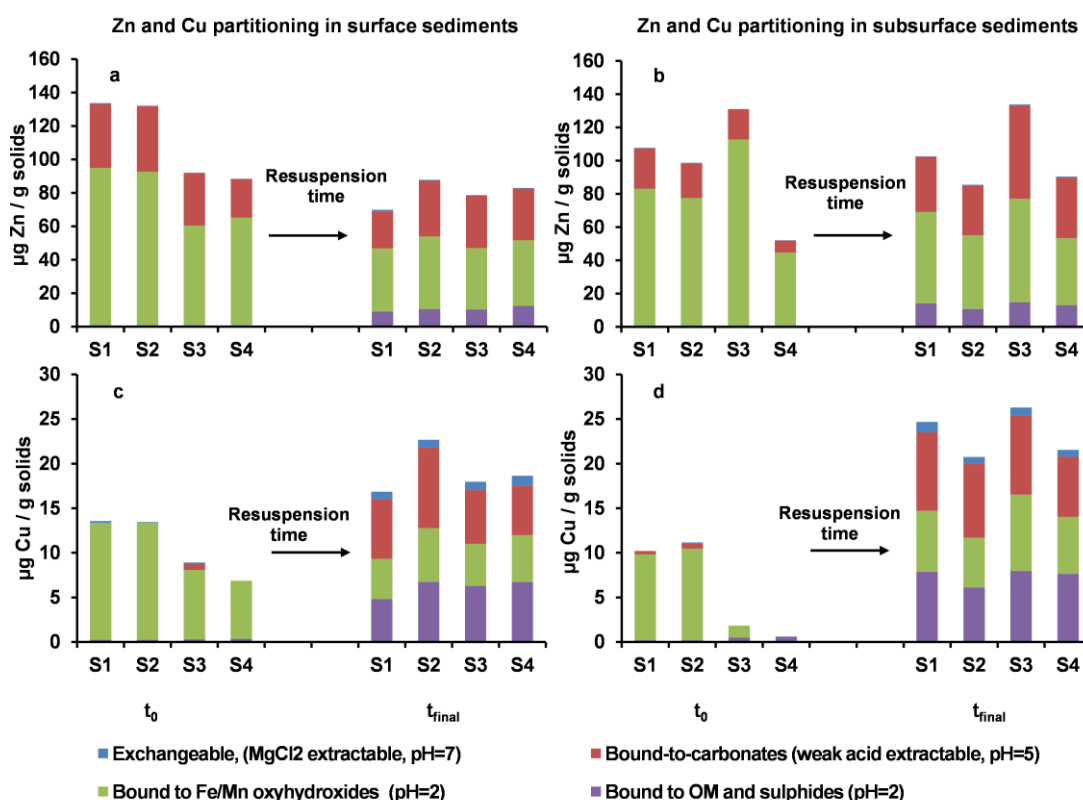 Zn and Cu partitioning in surface sediments
Zn and Cu partitioning in subsurface sediments
a
µg Zn / g solids
160
140
120
100
80
60
40
20
0
Resuspension
time
S1 S2 S3 S4 S1 S2 S3 S4
b
µg Zn / g solids
160
140
120
100
80
60
40
20
0
Resuspension
time
S1 S2 S3 S4 S1 S2 S3 S4
c
µg Cu / g solids
30
25
20
15
10
5
0
Resuspension
time
S1 S2 S3 S4 S1 S2 S3 S4
t0 tfinal
d
µg Cu / g solids
30
25
20
15
10
5
0
Resuspension
time
S1 S2 S3 S4 S1 S2 S3 S4
t0 tfinal
Exchangeable, (MgCl2 extractable, pH=7)
Bound-to-carbonates (weak acid extractable, pH=5)
Bound to Fe/Mn oxyhydroxides (pH=2)
Bound to OM and sulphides (pH=2)